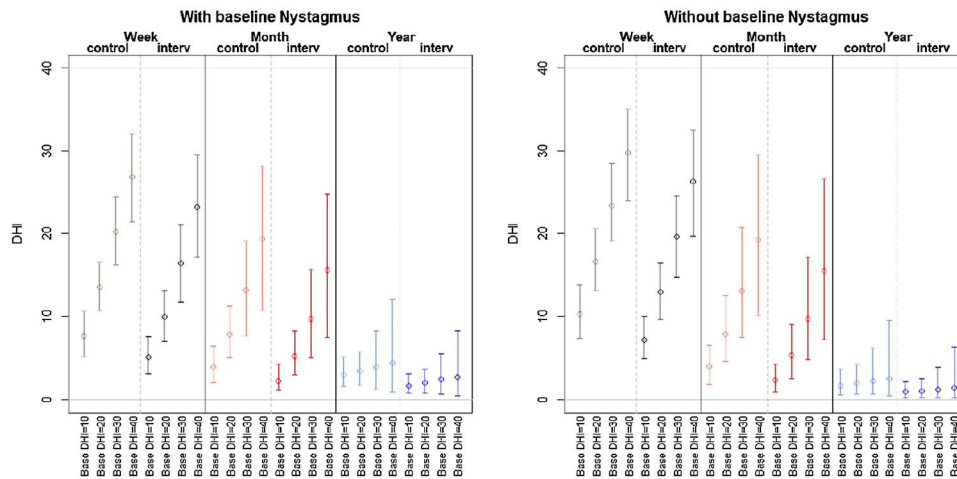 With baseline Nystagmus
Week Month Year
control interv control interv control interv
40
30
20
10
0
DHI
Baso DHI=10
Baso DHI=20
Baso DHI=30
Baso DHI=40
Base DHI=10
Base DHI=20
Base DHI=30
Base DHI=40
Base DHI=10
Base DHI=20
Base DHI=30
Base DHI=40
Base DHI=10
Base DHI=20
Base DHI=30
Base DHI=40
Base DHI=10
Base DHI=20
Base DHI=30
Base DHI=40
Base DHI=10
Base DHI=20
Base DHI=30
Base DHI=40
Without baseline Nystagmus
Week Month Year
control interv control interv control interv
40
30
20
10
0
DHI
Baso DHI=10
Baso DHI=20
Baso DHI=30
Baso DHI=40
Base DHI=10
Base DHI=20
Base DHI=30
Base DHI=40
Base DHI=10
Base DHI=20
Base DHI=30
Base DHI=40
Base DHI=10
Base DHI=20
Base DHI=30
Base DHI=40
Base DHI=10
Base DHI=20
Base DHI=30
Base DHI=40
Base DHI=10
Base DHI=20
Base DHI=30
Base DHI=40